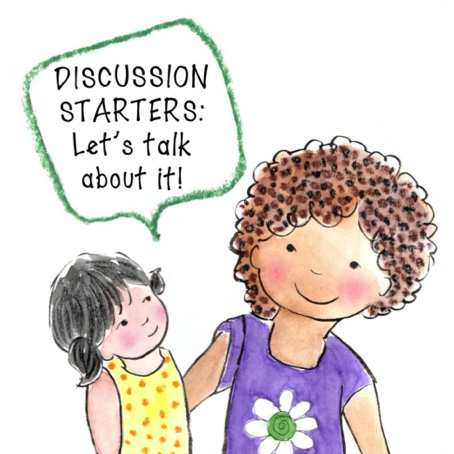 DISCUSSION
STARTERS:
Let's talk
about it!